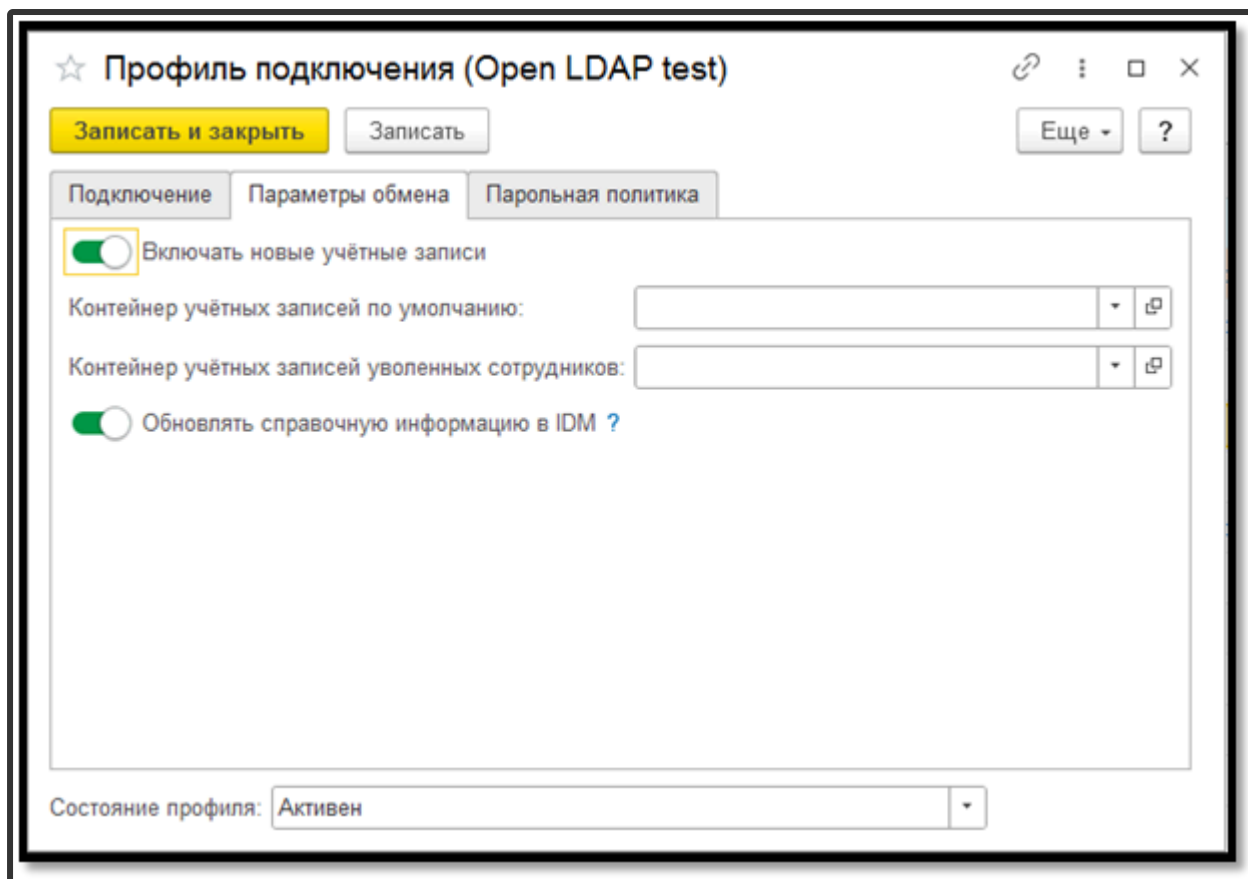 Профиль подключения (Open LDAP test)
Записать и закрыть Записать Еще ?
Подключение Параметры обмена Парольная политика
Включать новые учётные записи
Контейнер учётных записей по умолчанию:
Контейнер учётных записей уволенных сотрудников:
Обновлять справочную информацию в IDM ?
Состояние профиля: Активен